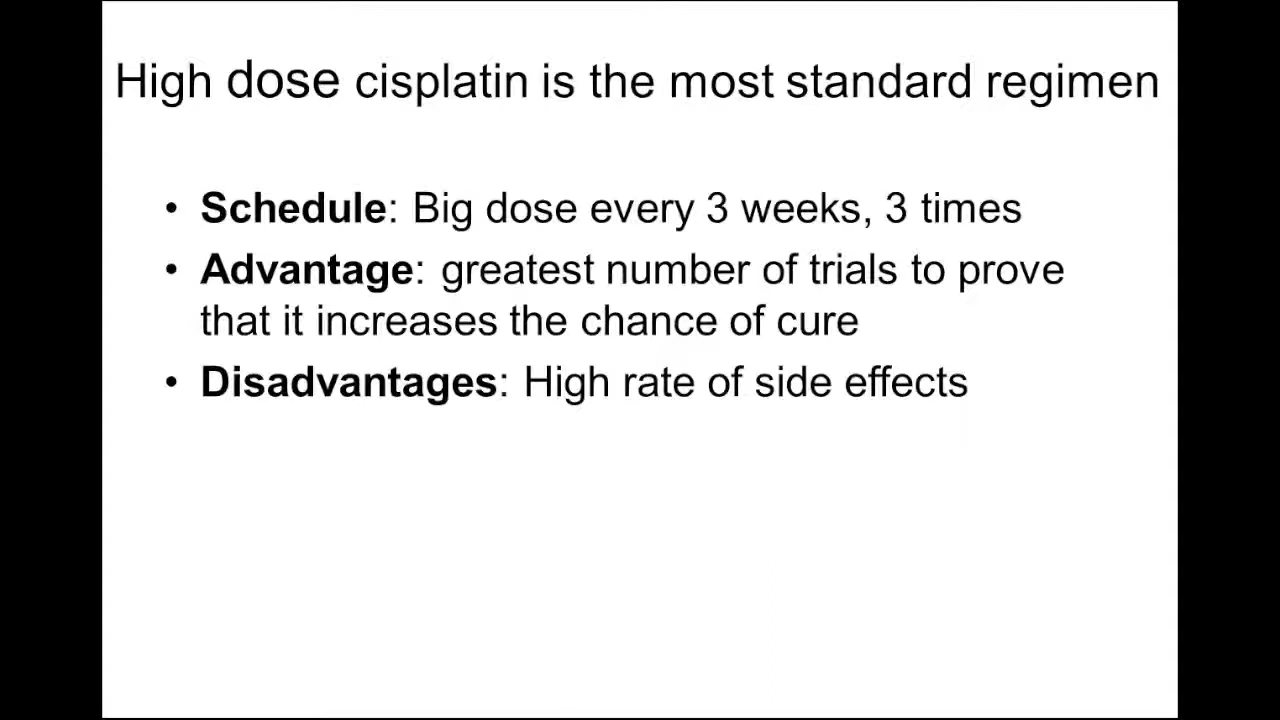 High dose cisplatin is the most standard regimen
• Schedule: Big dose every 3 weeks, 3 times
• Advantage: greatest number of trials to prove
that it increases the chance of cure
• Disadvantages: High rate of side effects